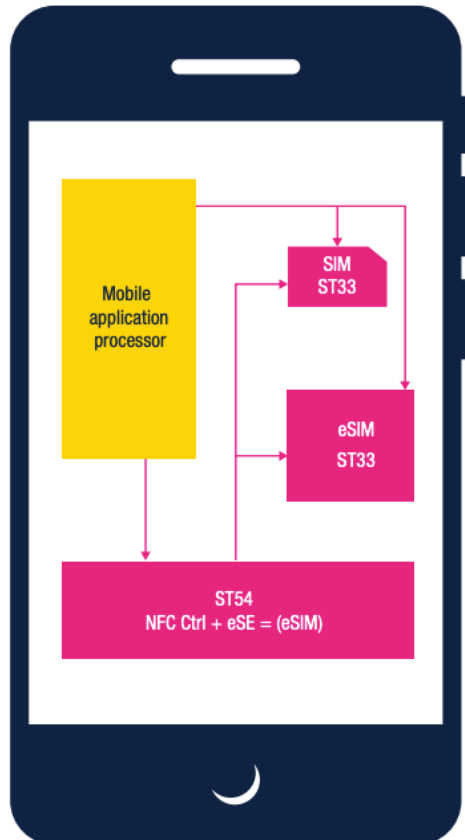 Mobile
application
processor
SIM
ST33
eSIM
ST33
ST54
NFC Ctrl + eSE = (eSIM)